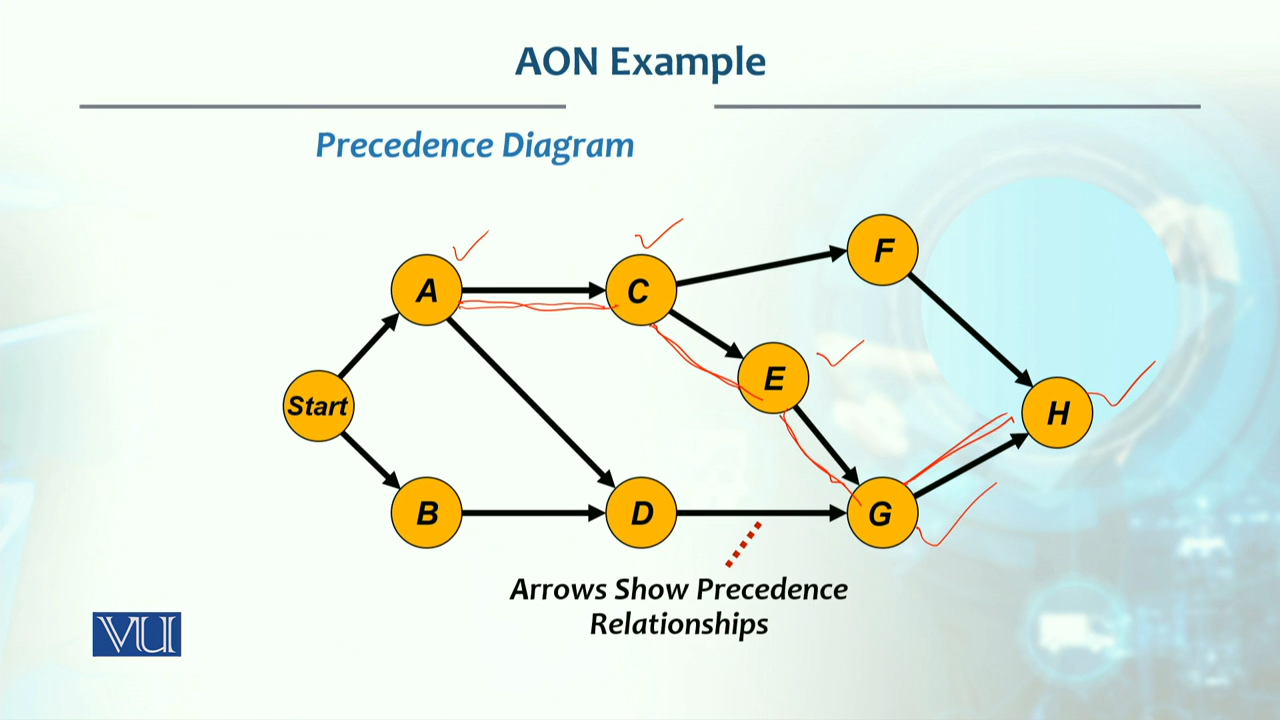 AON Example
Precedence Diagram
F
A
C
E
Start
H
B
D
G
Arrows Show Precedence
Relationships
VU